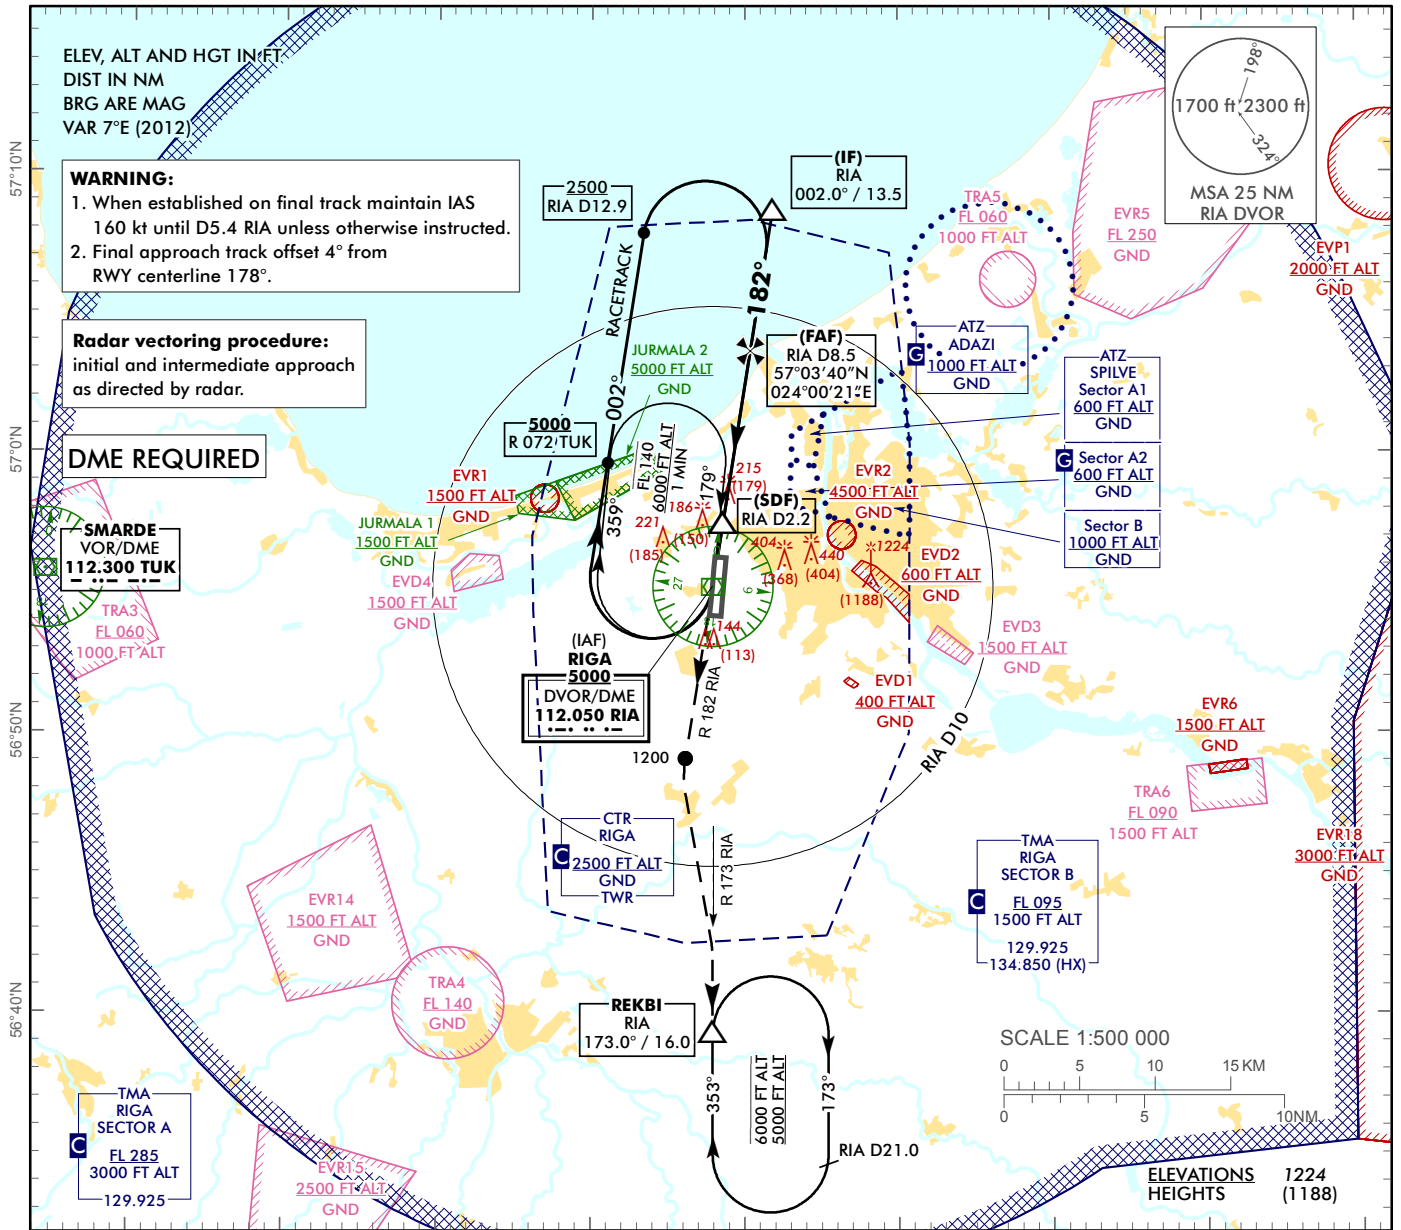 ELEV, ALT AND HGT IN FT
DIST IN NM
BRG ARE MAG
VAR 7°E (2012)
WARNING:
1. When established on final track maintain IAS
160 kt until D5.4 RIA unless otherwise instructed.
2. Final approach track offset 4° from
RWY centerline 178°.
Radar vectoring procedure:
initial and intermediate approach
as directed by radar.
DME REQUIRED
57°10'N
57°0'N
56°50'N
56°40'N
2500
RIA D12.9
(IF)
RIA
002.0° / 13.5
198°
1700 ft
2300 ft
324°
MSA 25 NM
RIA DVOR
TRA5
FL 060
1000 FT ALT
EVR5
FL 250
GND
EVP1
2000 FT ALT
GND
RACETRACK
002°
182°
(FAF)
RIA D8.5
57°03'40"N
024°00'21"E
G
ATZ
ADAZI
1000 FT ALT
GND
ATZ
SPILVE
Sector A1
600 FT ALT
GND
G
Sector A2
600 FT ALT
GND
Sector B
1000 FT ALT
GND
JURMALA 2
5000 FT ALT
GND
5000
R 072 TUK
EVR1
1500 FT ALT
GND
JURMALA 1
1500 FT ALT
GND
FL 140
6000 FT ALT
1 MIN
359°
179°
215
(179)
186
(150)
221
(185)
(SDF)
RIA D2.2
404
(368)
440
(404)
1224
(1188)
EVR2
4500 FT ALT
GND
EVD2
600 FT ALT
GND
SMARDE
VOR/DME
112.300 TUK
TRA3
FL 060
1000 FT ALT
EVD4
1500 FT ALT
GND
27
9
144
(113)
EVD3
1500 FT ALT
GND
(IAF)
RIGA
5000
DVOR/DME
112.050 RIA
R 182 RIA
EVD1
400 FT ALT
GND
RIA D10
1200
EVR6
1500 FT ALT
GND
TRA6
FL 090
1500 FT ALT
EVR18
3000 FT ALT
GND
C
CTR
RIGA
2500 FT ALT
GND
TWR
R 173 RIA
C
TMA
RIGA
SECTOR B
FL 095
1500 FT ALT
129.925
134.850 (HX)
EVR14
1500 FT ALT
GND
TRA4
FL 140
GND
REKBI
RIA
173.0° / 16.0
353°
6000 FT ALT
5000 FT ALT
173°
RIA D21.0
SCALE 1:500 000
0 5 10 15 KM
0 5 10NM
C
TMA
RIGA
SECTOR A
FL 285
3000 FT ALT
129.925
EVR15
2500 FT ALT
GND
ELEVATIONS 1224
HEIGHTS (1188)